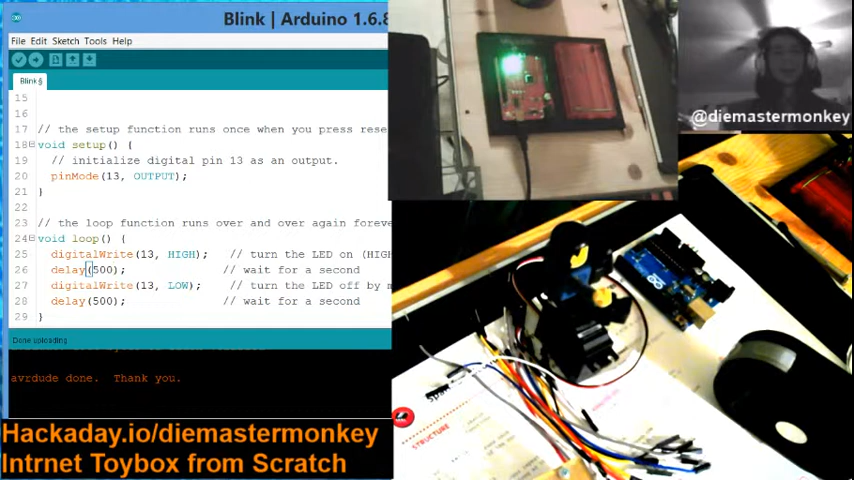 Blink | Arduino 1.6.8
File Edit Sketch Tools Help
Blink§
15
16
17 // the setup function runs once when you press rese
18 void setup() {
19 // initialize digital pin 13 as an output.
20 pinMode(13, OUTPUT);
21 }
22
23 // the loop function runs over and over again foreve
24 void loop() {
25 digitalWrite(13, HIGH); // turn the LED on (HIG
26 delay(500); // wait for a second
27 digitalWrite(13, LOW); // turn the LED off by m
28 delay(500); // wait for a second
29 }
Done uploading
avrdude done. Thank you.
Hackaday.io/diemastermonkey
Intrnet Toybox from Scratch
@diemastermonkey
STRUCTURE